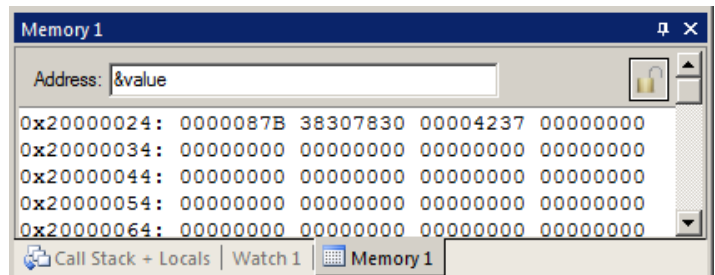 Memory 1
Address: &value
0x20000024: 0000087B 38307830 00004237 00000000
0x20000034: 00000000 00000000 00000000 00000000
0x20000044: 00000000 00000000 00000000 00000000
0x20000054: 00000000 00000000 00000000 00000000
0x20000064: 00000000 00000000 00000000 00000000
Call Stack + Locals | Watch 1 | Memory 1